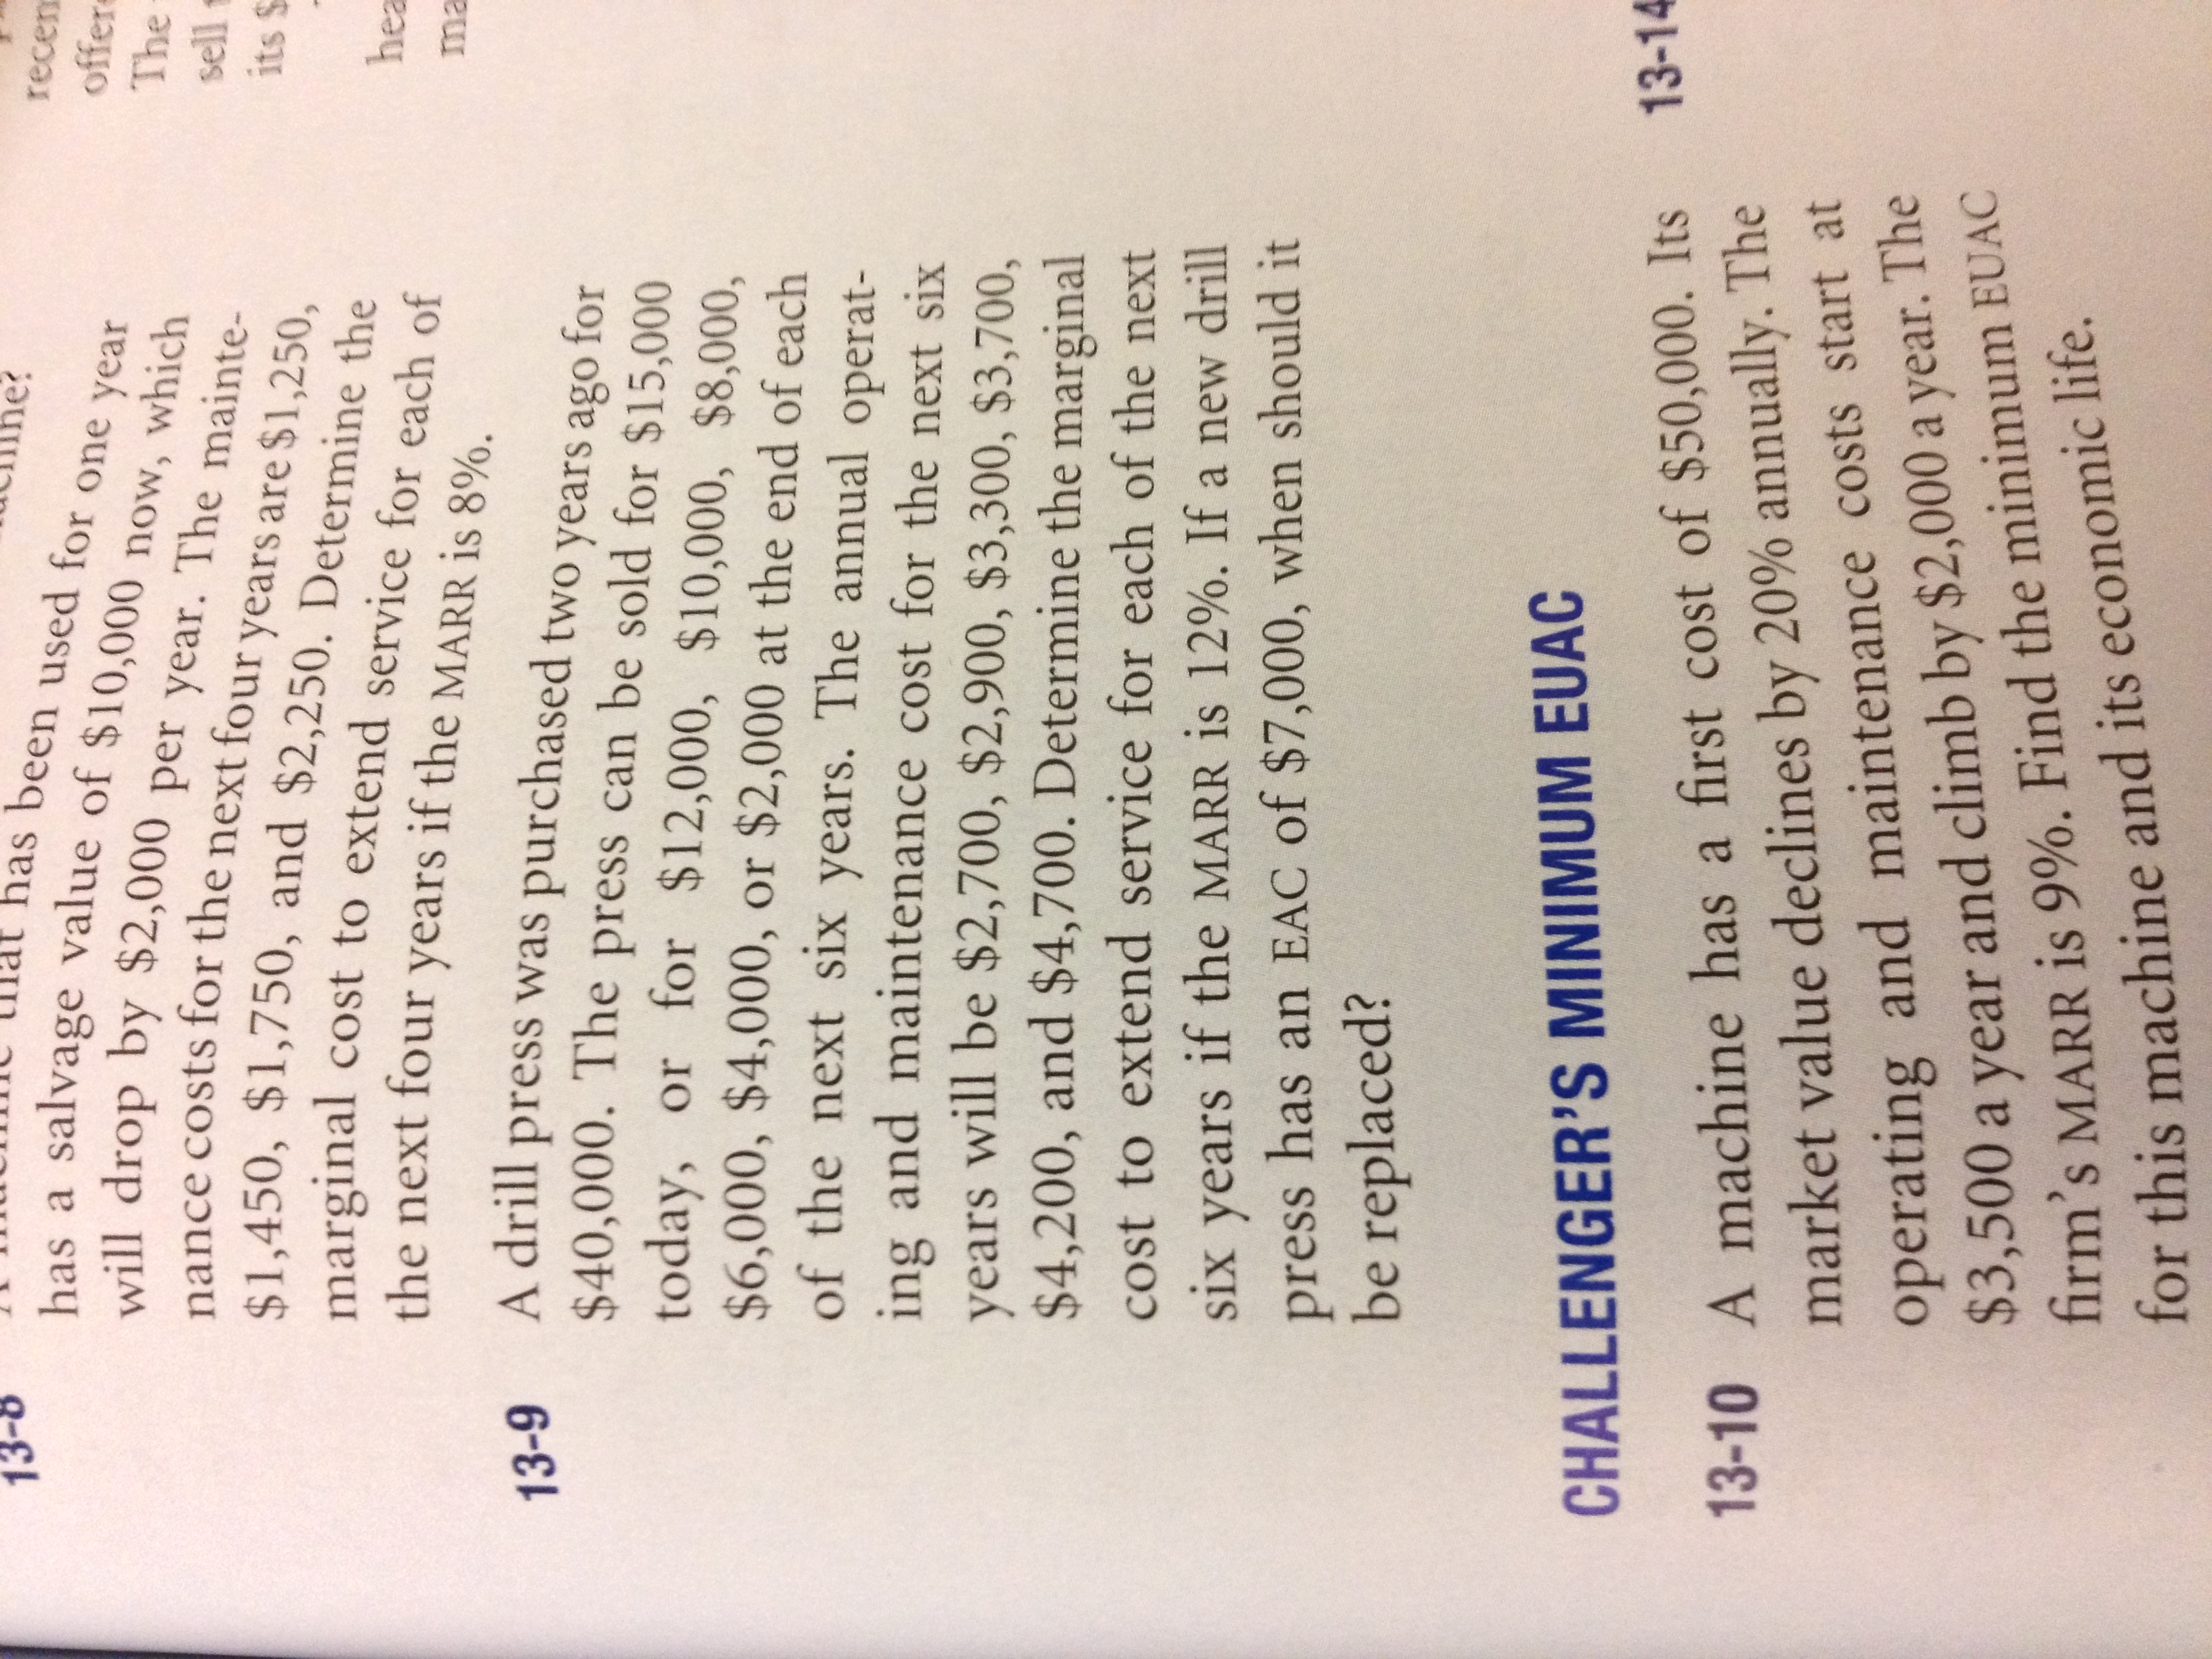 13-8
A machine that has been used for one year
has a salvage value of $10,000 now, which
will drop by $2,000 per year. The mainte-
nance costs for the next four years are $1,250,
$1,450, $1,750, and $2,250. Determine the
marginal cost to extend service for each of
the next four years if the MARR is 8%.
13-9 A drill press was purchased two years ago for
$40,000. The press can be sold for $15,000
today, or for $12,000, $10,000, $8,000,
$6,000, $4,000, or $2,000 at the end of each
of the next six years. The annual operat-
ing and maintenance cost for the next six
years will be $2,700, $2,900, $3,300, $3,700,
$4,200, and $4,700. Determine the marginal
cost to extend service for each of the next
six years if the MARR is 12%. If a new drill
press has an EAC of $7,000, when should it
be replaced?
CHALLENGER'S MINIMUM EUAC
13-10 A machine has a first cost of $50,000. Its
market value declines by 20% annually. The
operating and maintenance costs start at
$3,500 a year and climb by $2,000 a year. The
firm's MARR is 9%. Find the minimum EUAC
for this machine and its economic life.
The
sell
its $
13-14